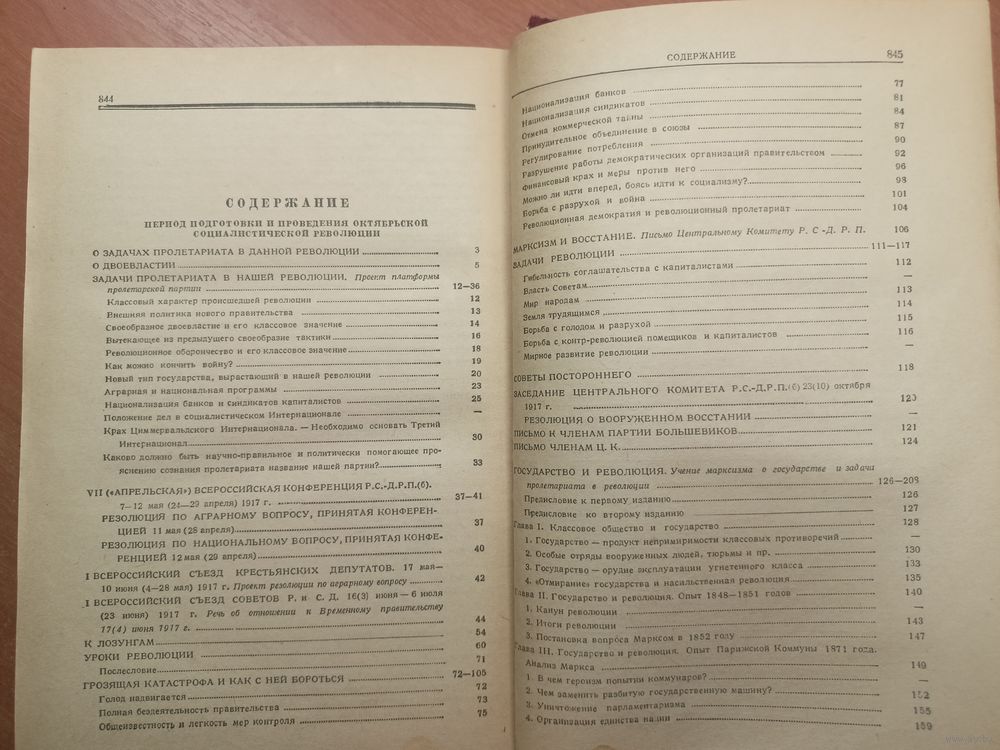 844
СОДЕРЖАНИЕ
ПЕРИОД ПОДГОТОВКИ И ПРОВЕДЕНИЯ ОКТЯБРЬСКОЙ
СОЦИАЛИСТИЧЕСКОЙ РЕВОЛЮЦИИ
О ЗАДАЧАХ ПРОЛЕТАРИАТА В ДАННОЙ РЕВОЛЮЦИИ 3
О ДВОЕВЛАСТИИ 5
ЗАДАЧИ ПРОЛЕТАРИАТА В НАШЕЙ РЕВОЛЮЦИИ. Проект платформы
пролетарской партии 12—36
Классовый характер происшедшей революции 12
Внешняя политика нового правительства 13
Своеобразное двоевластие и его классовое значение 14
Вытекающее из предыдущего своеобразие тактики 16
Революционное оборончество и его классовое значение 18
Как можно кончить войну? 19
Новый тип государства, вырастающий в нашей революции 20
Аграрная и национальная программы 23
Национализация банков и синдикатов капиталистов 25
Положение дел в социалистическом Интернационале —
Крах Циммервальдского Интернационала. — Необходимо основать Третий
Интернационал 30
Каково должно быть научно-правильное и политически помогающее про-
яснению сознания пролетариата название нашей партии? 33
VII («АПРЕЛЬСКАЯ») ВСЕРОССИЙСКАЯ КОНФЕРЕНЦИЯ Р.С.-Д.Р.П.(б).
7—12 мая (24—29 апреля) 1917 г. 37—41
РЕЗОЛЮЦИЯ ПО АГРАРНОМУ ВОПРОСУ, ПРИНЯТАЯ КОНФЕРЕН-
ЦИЕЙ 11 мая (28 апреля) 37
РЕЗОЛЮЦИЯ ПО НАЦИОНАЛЬНОМУ ВОПРОСУ, ПРИНЯТАЯ КОНФЕ-
РЕНЦИЕЙ 12 мая (29 апреля) 40
I ВСЕРОССИЙСКИЙ СЪЕЗД КРЕСТЬЯНСКИХ ДЕПУТАТОВ. 17 мая—
10 июня (4—28 мая) 1917 г. Проект резолюции по аграрному вопросу 42
I ВСЕРОССИЙСКИЙ СЪЕЗД СОВЕТОВ Р. и С. Д. 16(3) июня — 6 июля
(23 июня) 1917 г. Речь об отношении к Временному правительству
17(4) июня 1917 г. 44
К ЛОЗУНГАМ 54
УРОКИ РЕВОЛЮЦИИ 60
Послесловие 71
ГРОЗЯЩАЯ КАТАСТРОФА И КАК С НЕЙ БОРОТЬСЯ 72—105
Голод надвигается 72
Полная бездеятельность правительства 73
Общеизвестность и легкость мер контроля 75
СОДЕРЖАНИЕ 845
Национализация банков 77
Национализация синдикатов 81
Отмена коммерческой тайны 84
Принудительное объединение в союзы 87
Регулирование потребления 90
Разрушение работы демократических организаций правительством 92
Финансовый крах и меры против него 96
Можно ли идти вперед, боясь идти к социализму? 98
Борьба с разрухой и война 101
Революционная демократия и революционный пролетариат 104
МАРКСИЗМ И ВОССТАНИЕ. Письмо Центральному Комитету Р. С -Д. Р. П. 106
ЗАДАЧИ РЕВОЛЮЦИИ 111—117
Гибельность соглашательства с капиталистами 112
Власть Советам —
Мир народам 113
Земля трудящимся 114
Борьба с голодом и разрухой 115
Борьба с контр-революцией помещиков и капиталистов 116
Мирное развитие революции —
СОВЕТЫ ПОСТОРОННЕГО 118
ЗАСЕДАНИЕ ЦЕНТРАЛЬНОГО КОМИТЕТА Р.С.-Д.Р.П.(б) 23(10) октября
1917 г. 120
РЕЗОЛЮЦИЯ О ВООРУЖЕННОМ ВОССТАНИИ —
ПИСЬМО К ЧЛЕНАМ ПАРТИИ БОЛЬШЕВИКОВ 121
ПИСЬМО ЧЛЕНАМ Ц. К. 124
ГОСУДАРСТВО И РЕВОЛЮЦИЯ. Учение марксизма о государстве и задачи
пролетариата в революции 126—208
Предисловие к первому изданию 126
Предисловие ко второму изданию 127
Глава I. Классовое общество и государство 128
1. Государство — продукт непримиримости классовых противоречий —
2. Особые отряды вооруженных людей, тюрьмы и пр. 130
3. Государство — орудие эксплуатации угнетенного класса 133
4. «Отмирание» государства и насильственная революция 135
Глава II. Государство и революция. Опыт 1848—1851 годов 140
1. Канун революции —
2. Итоги революции 143
3. Постановка вопроса Марксом в 1852 году 147
Глава III. Государство и революция. Опыт Парижской Коммуны 1871 года.
Анализ Маркса 149
1 В чем героизм попытки коммунаров? —
2. Чем заменить разбитую государственную машину? 152
3. Уничтожение парламентаризма 155
4. Организация единства нации 159